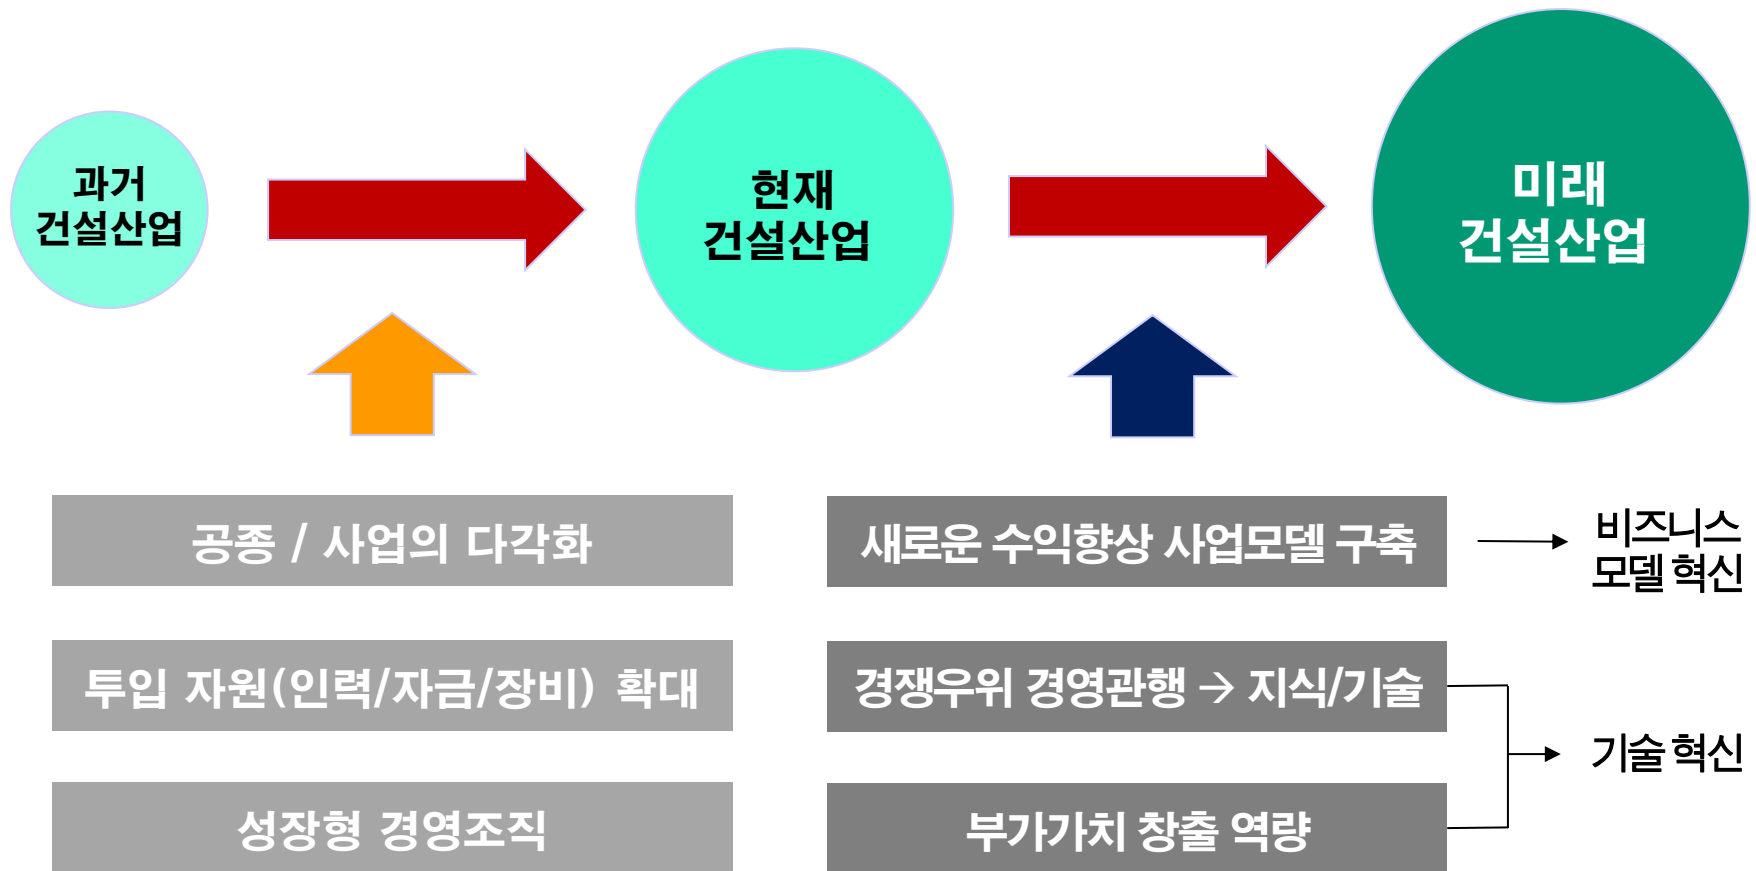 과거
건설산업
현재
건설산업
미래
건설산업
공종 / 사업의 다각화
투입 자원(인력/자금/장비) 확대
성장형 경영조직
새로운 수익향상 사업모델 구축
경쟁우위 경영관행 → 지식/기술
부가가치 창출 역량
비즈니스
모델 혁신
기술 혁신